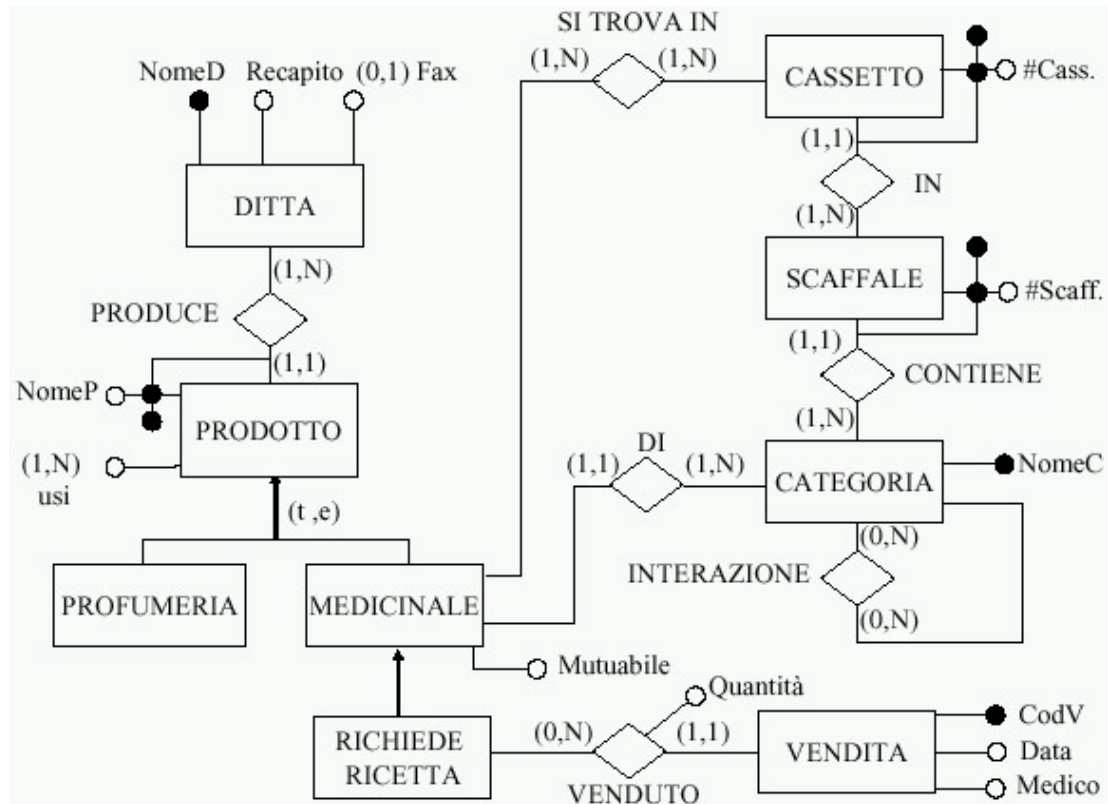 SI TROVA IN
(1,N)
(1,N)
CASSETTO
#Cass.
NomeD
Recapito
(0,1) Fax
(1,1)
IN
(1,N)
DITTA
SCAFFALE
#Scaff.
(1,N)
PRODUCE
(1,1)
(1,1)
CONTIENE
NomeP
PRODOTTO
(1,N)
DI
(1,N)
usi
(1,1)
(1,N)
CATEGORIA
NomeC
(t ,e)
(0,N)
INTERAZIONE
(0,N)
PROFUMERIA
MEDICINALE
Mutuabile
Quantità
RICHIEDE
RICETTA
(0,N)
(1,1)
VENDUTO
VENDITA
CodV
Data
Medico